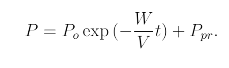 P = P_o exp (−\frac{W}{V}t) + P_{pr}.